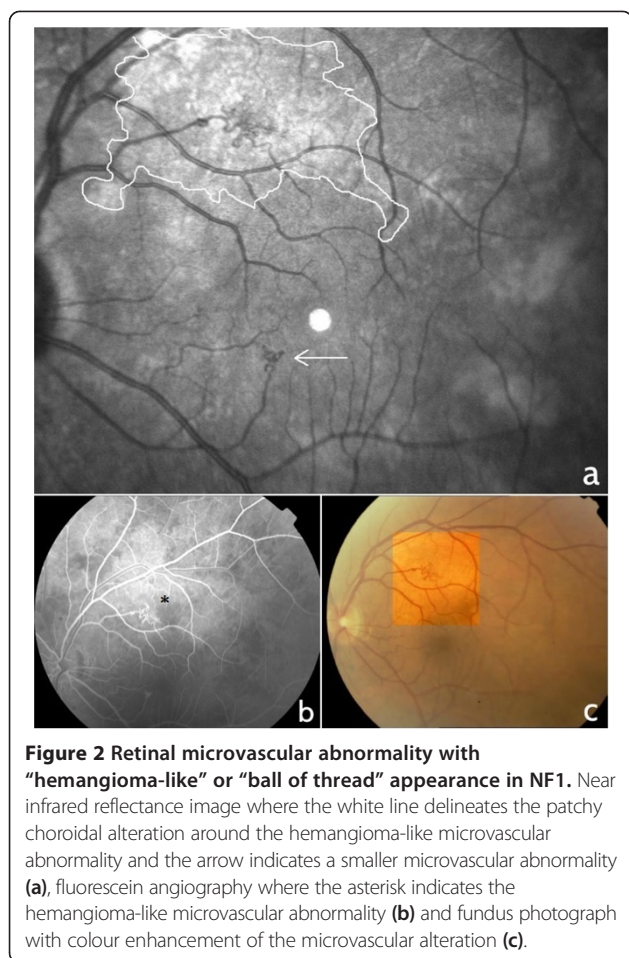 a
*
b
c
Figure 2 Retinal microvascular abnormality with
“hemangioma-like” or “ball of thread” appearance in NF1. Near
infrared reflectance image where the white line delineates the patchy
choroidal alteration around the hemangioma-like microvascular
abnormality and the arrow indicates a smaller microvascular abnormality
(a), fluorescein angiography where the asterisk indicates the
hemangioma-like microvascular abnormality (b) and fundus photograph
with colour enhancement of the microvascular alteration (c).